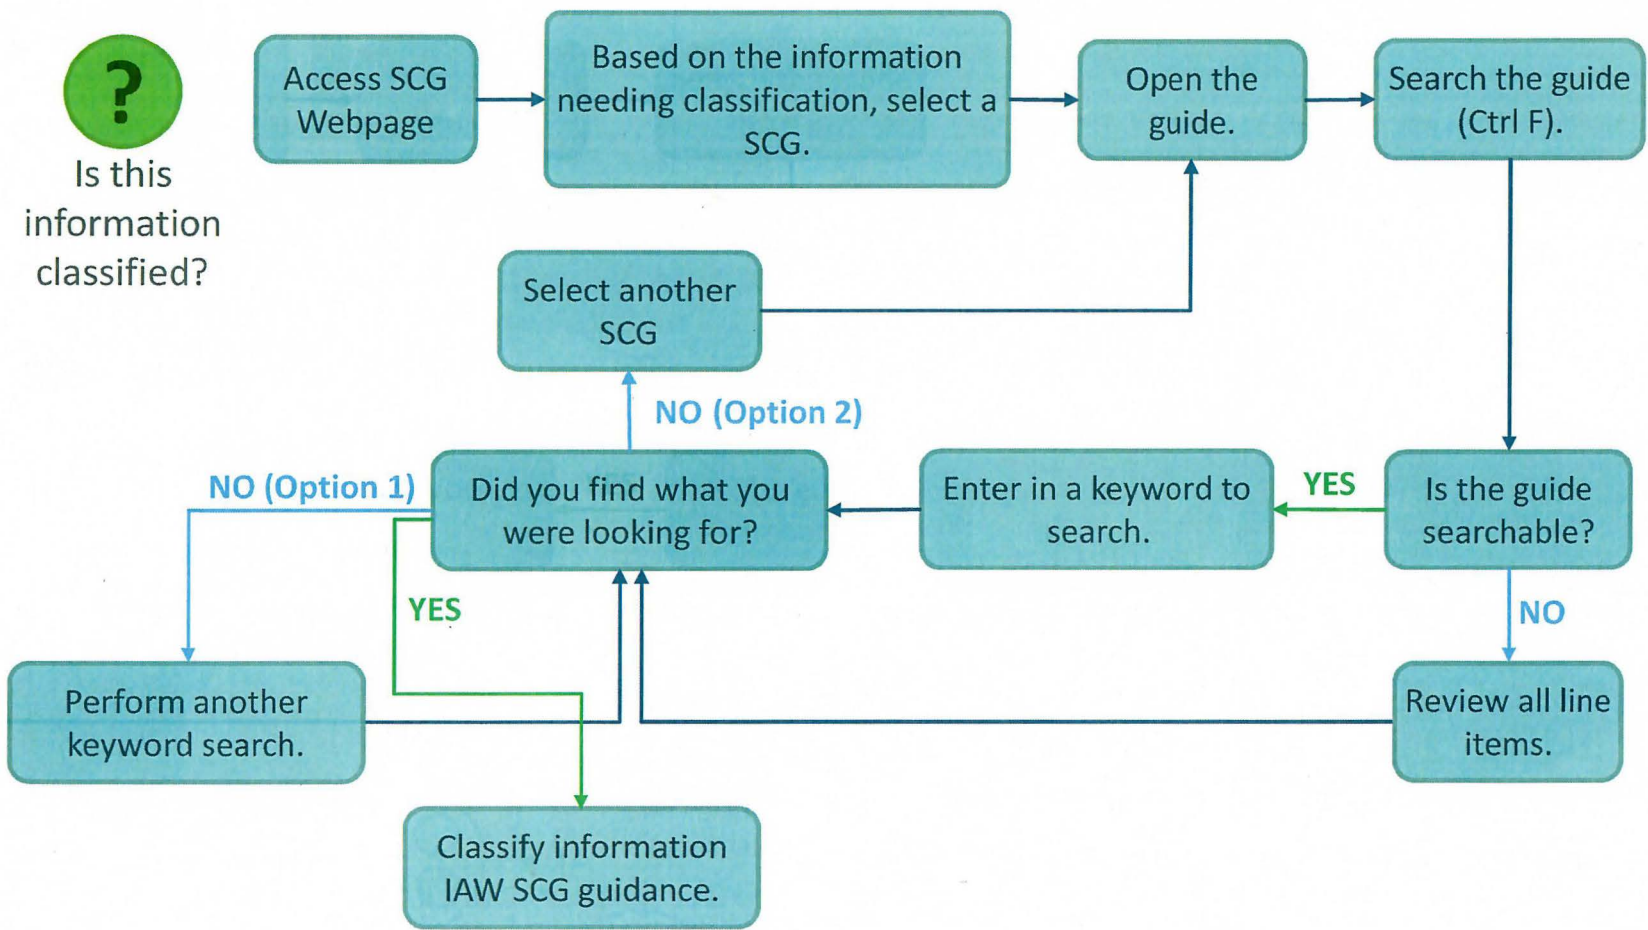 ?
Is this
information
classified?
Access SCG
Webpage
Based on the information
needing classification, select a
SCG.
Open the
guide.
Search the guide
(Ctrl F).
Select another
SCG
NO (Option 2)
NO (Option 1)
Did you find what you
were looking for?
Enter in a keyword to
search.
YES
Is the guide
searchable?
YES
NO
Perform another
keyword search.
Review all line
items.
Classify information
IAW SCG guidance.